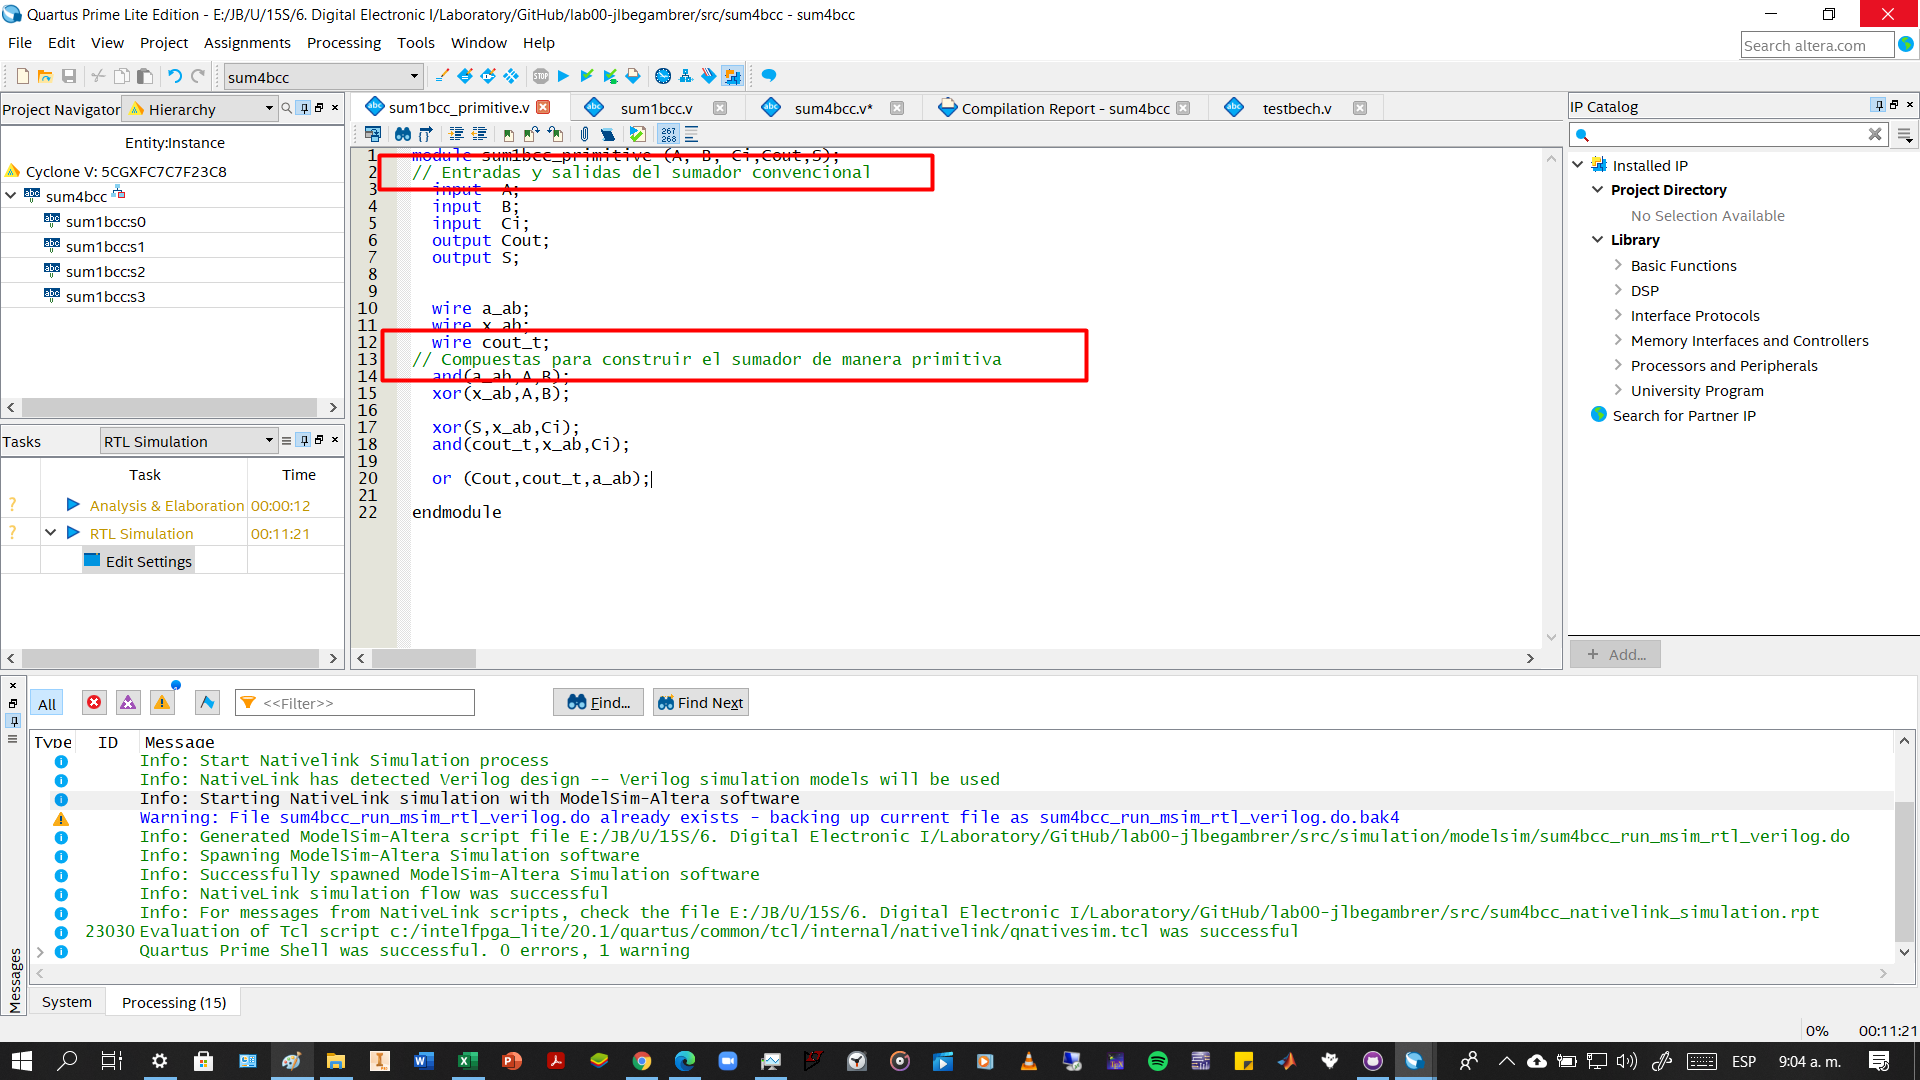 Quartus Prime Lite Edition - E:/JB/U/15S/6. Digital Electronic I/Laboratory/GitHub/lab00-jlbegambrer/src/sum4bcc - sum4bcc
File Edit View Project Assignments Processing Tools Window Help
Search altera.com
sum4bcc
Project Navigator Hierarchy
Entity:Instance
Cyclone V: 5CGXFC7C7F23C8
sum4bcc
sum1bcc:s0
sum1bcc:s1
sum1bcc:s2
sum1bcc:s3
Tasks RTL Simulation
Task Time
Analysis & Elaboration 00:00:12
RTL Simulation 00:11:21
Edit Settings
sum1bcc_primitive.v sum1bcc.v sum4bcc.v* Compilation Report - sum4bcc testbech.v
267
268
1 module sum1bcc_primitive (A, B, Ci,Cout,S);
2 // Entradas y salidas del sumador convencional
3 input A;
4 input B;
5 input Ci;
6 output Cout;
7 output S;
8
9
10 wire a_ab;
11 wire x_ab;
12 wire cout_t;
13 // Compuestas para construir el sumador de manera primitiva
14 and(a_ab,A,B);
15 xor(x_ab,A,B);
16
17 xor(S,x_ab,Ci);
18 and(cout_t,x_ab,Ci);
19
20 or (Cout,cout_t,a_ab);
21
22 endmodule
IP Catalog
Installed IP
Project Directory
No Selection Available
Library
Basic Functions
DSP
Interface Protocols
Memory Interfaces and Controllers
Processors and Peripherals
University Program
Search for Partner IP
+ Add...
All <<Filter>> Find... Find Next
Type ID Message
Info: Start Nativelink Simulation process
Info: NativeLink has detected Verilog design -- Verilog simulation models will be used
Info: Starting NativeLink simulation with ModelSim-Altera software
Warning: File sum4bcc_run_msim_rtl_verilog.do already exists - backing up current file as sum4bcc_run_msim_rtl_verilog.do.bak4
Info: Generated ModelSim-Altera script file E:/JB/U/15S/6. Digital Electronic I/Laboratory/GitHub/lab00-jlbegambrer/src/simulation/modelsim/sum4bcc_run_msim_rtl_verilog.do
Info: Spawning ModelSim-Altera Simulation software
Info: Successfully spawned ModelSim-Altera Simulation software
Info: NativeLink simulation flow was successful
Info: For messages from NativeLink scripts, check the file E:/JB/U/15S/6. Digital Electronic I/Laboratory/GitHub/lab00-jlbegambrer/src/sum4bcc_nativelink_simulation.rpt
23030 Evaluation of Tcl script c:/intelfpga_lite/20.1/quartus/common/tcl/internal/nativelink/qnativesim.tcl was successful
Quartus Prime Shell was successful. 0 errors, 1 warning
Messages
System Processing (15)
0% 00:11:21
ESP 9:04 a. m.